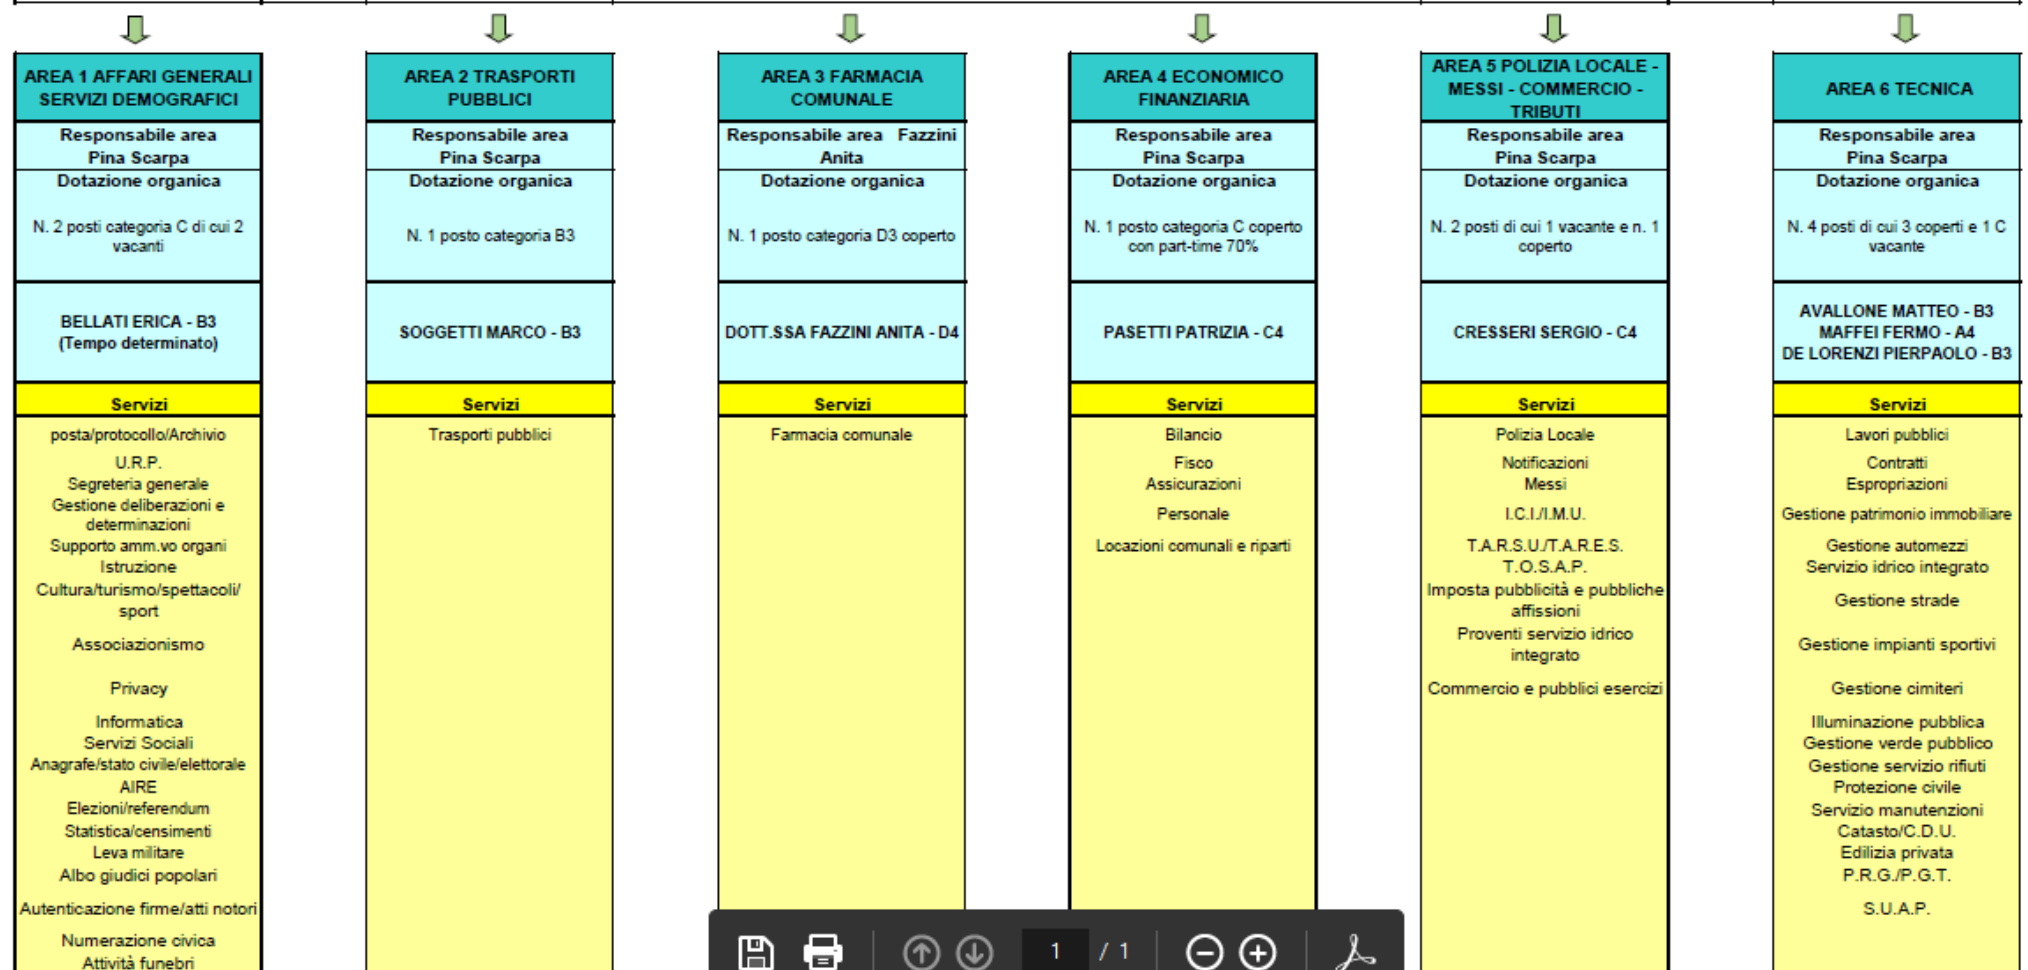 AREA 1 AFFARI GENERALI
SERVIZI DEMOGRAFICI
Responsabile area
Pina Scarpa
Dotazione organica
N. 2 posti categoria C di cui 2
vacanti
BELLATI ERICA - B3
(Tempo determinato)
Servizi
posta/protocollo/Archivio
U.R.P.
Segreteria generale
Gestione deliberazioni e
determinazioni
Supporto amm.vo organi
Istruzione
Cultura/turismo/spettacoli/
sport
Associazionismo
Privacy
Informatica
Servizi Sociali
Anagrafe/stato civile/elettorale
AIRE
Elezioni/referendum
Statistica/censimenti
Leva militare
Albo giudici popolari
Autenticazione firme/atti notori
Numerazione civica
Attività funebri
AREA 2 TRASPORTI
PUBBLICI
Responsabile area
Pina Scarpa
Dotazione organica
N. 1 posto categoria B3
SOGGETTI MARCO - B3
Servizi
Trasporti pubblici
AREA 3 FARMACIA
COMUNALE
Responsabile area Fazzini
Anita
Dotazione organica
N. 1 posto categoria D3 coperto
DOTT.SSA FAZZINI ANITA - D4
Servizi
Farmacia comunale
AREA 4 ECONOMICO
FINANZIARIA
Responsabile area
Pina Scarpa
Dotazione organica
N. 1 posto categoria C coperto
con part-time 70%
PASETTI PATRIZIA - C4
Servizi
Bilancio
Fisco
Assicurazioni
Personale
Locazioni comunali e riparti
AREA 5 POLIZIA LOCALE -
MESSI - COMMERCIO -
TRIBUTI
Responsabile area
Pina Scarpa
Dotazione organica
N. 2 posti di cui 1 vacante e n. 1
coperto
CRESSERI SERGIO - C4
Servizi
Polizia Locale
Notificazioni
Messi
I.C.I./I.M.U.
T.A.R.S.U./T.A.R.E.S.
T.O.S.A.P.
Imposta pubblicità e pubbliche
affissioni
Proventi servizio idrico
integrato
Commercio e pubblici esercizi
AREA 6 TECNICA
Responsabile area
Pina Scarpa
Dotazione organica
N. 4 posti di cui 3 coperti e 1 C
vacante
AVALLONE MATTEO - B3
MAFFEI FERMO - A4
DE LORENZI PIERPAOLO - B3
Servizi
Lavori pubblici
Contratti
Espropriazioni
Gestione patrimonio immobiliare
Gestione automezzi
Servizio idrico integrato
Gestione strade
Gestione impianti sportivi
Gestione cimiteri
Illuminazione pubblica
Gestione verde pubblico
Gestione servizio rifiuti
Protezione civile
Servizio manutenzioni
Catasto/C.D.U.
Edilizia privata
P.R.G./P.G.T.
S.U.A.P.
1 / 1